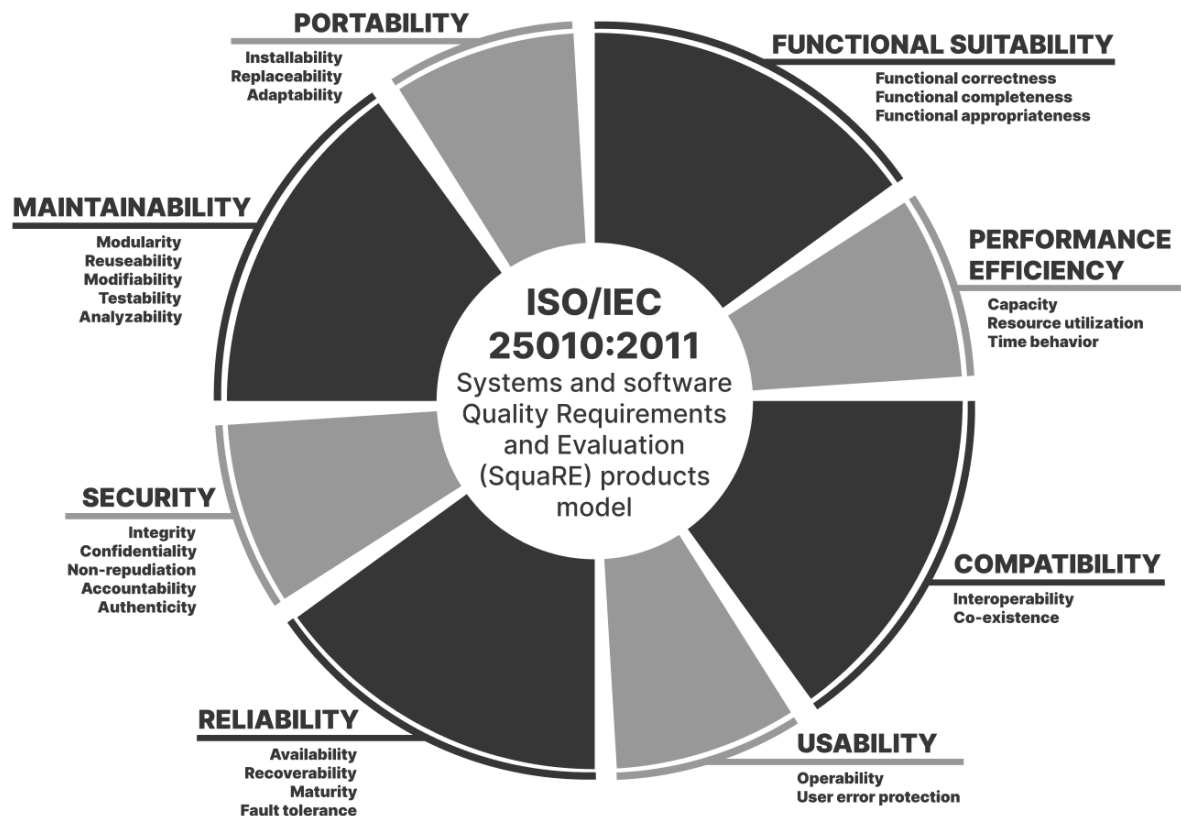 PORTABILITY
Installability
Replaceability
Adaptability
FUNCTIONAL SUITABILITY
Functional correctness
Functional completeness
Functional appropriateness
MAINTAINABILITY
Modularity
Reuseability
Modifiability
Testability
Analyzability
PERFORMANCE
EFFICIENCY
Capacity
Resource utilization
Time behavior
ISO/IEC
25010:2011
Systems and software
Quality Requirements
and Evaluation
(SquaRE) products
model
SECURITY
Integrity
Confidentiality
Non-repudiation
Accountability
Authenticity
COMPATIBILITY
Interoperability
Co-existence
RELIABILITY
Availability
Recoverability
Maturity
Fault tolerance
USABILITY
Operability
User error protection